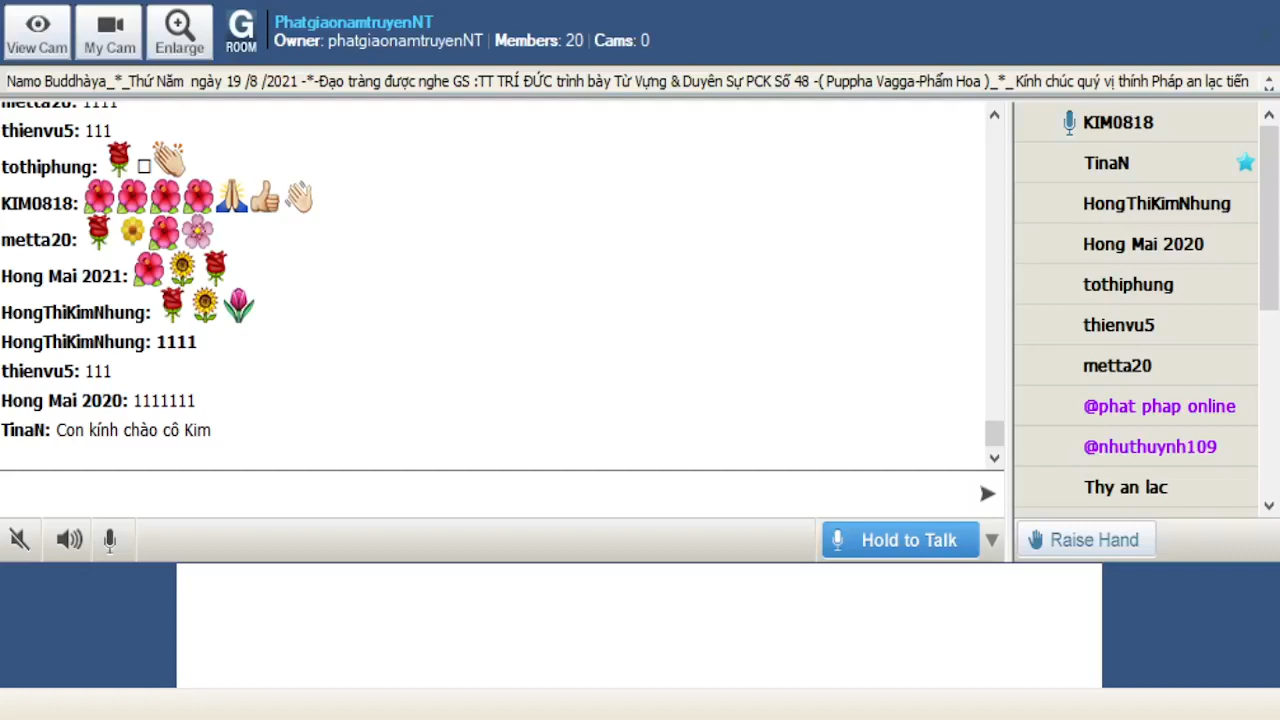 View Cam
My Cam
Enlarge
G
ROOM
PhatgiaonamtruyenNT
Owner: phatgiaonamtruyenNT | Members: 20 | Cams: 0
Namo Buddhàya_*_Thứ Năm ngày 19 /8 /2021 -*-Đạo tràng được nghe GS :TT TRÍ ĐỨC trình bày Từ Vựng & Duyên Sự PCK Số 48 -( Puppha Vagga-Phẩm Hoa )_*_ Kính chúc quý vị thính Pháp an lạc tiến
metta20: 1111
thienvu5: 111
tothiphung:
KIM0818:
metta20:
Hong Mai 2021:
HongThiKimNhung:
HongThiKimNhung: 1111
thienvu5: 111
Hong Mai 2020: 1111111
TinaN: Con kính chào cô Kim
KIM0818
TinaN
HongThiKimNhung
Hong Mai 2020
tothiphung
thienvu5
metta20
@phat phap online
@nhuthuynh109
Thy an lac
Hold to Talk
Raise Hand